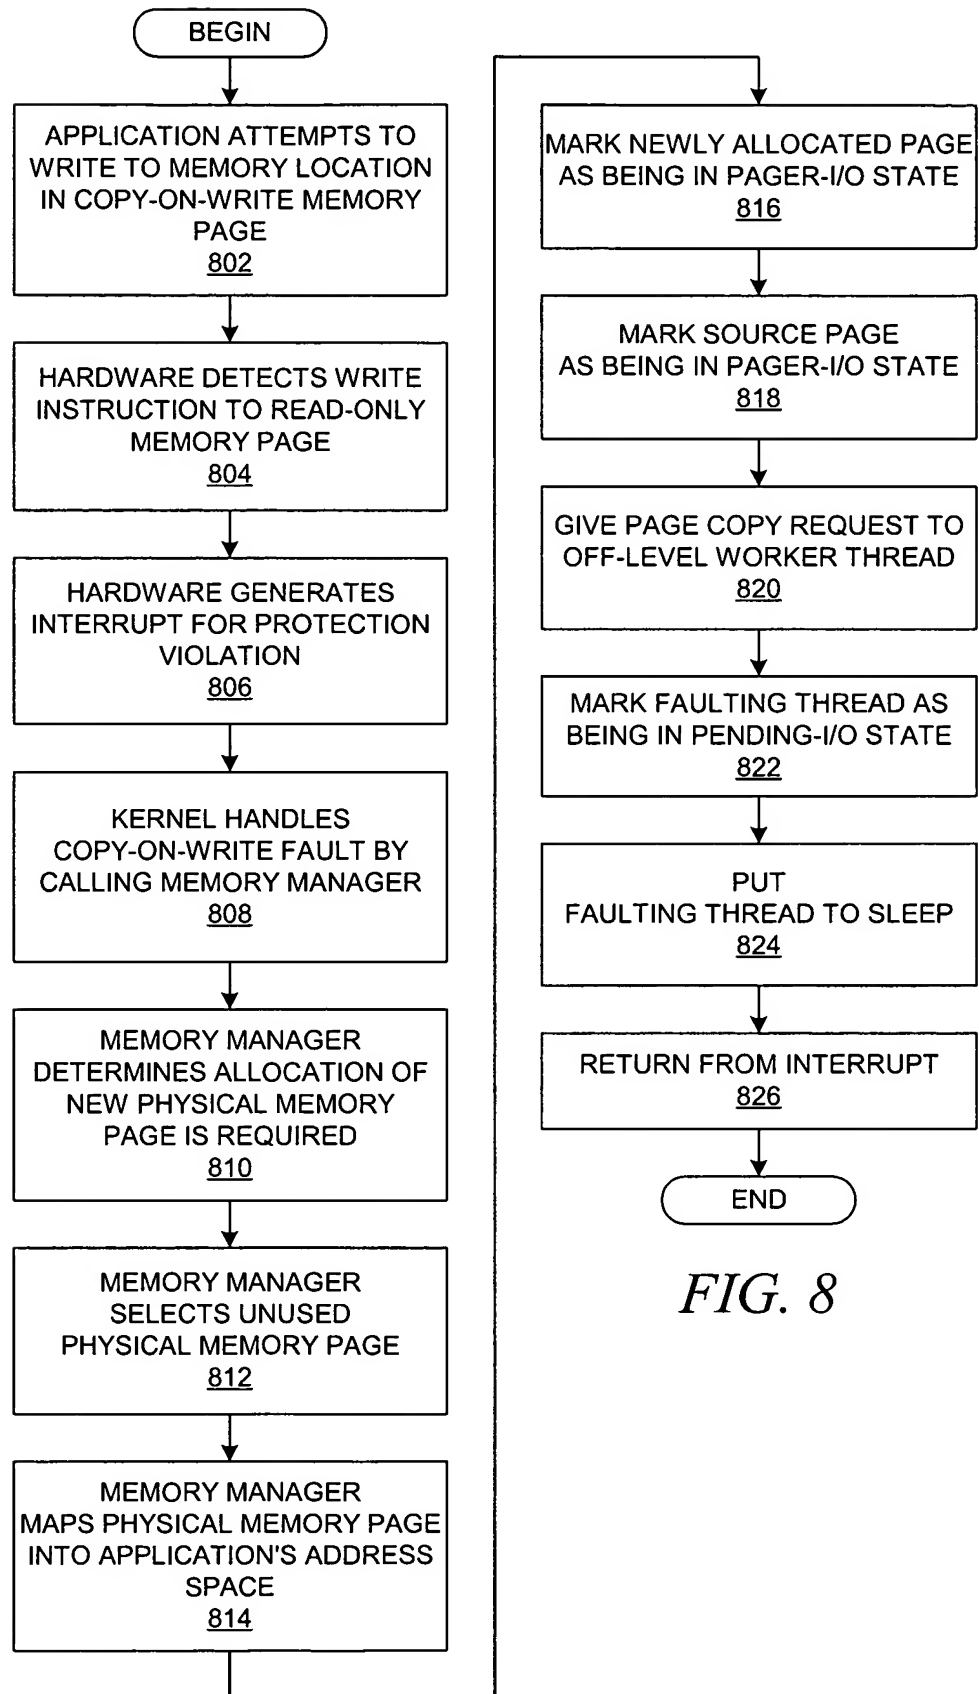 BEGIN
APPLICATION ATTEMPTS TO
WRITE TO MEMORY LOCATION
IN COPY-ON-WRITE MEMORY
PAGE
802
HARDWARE DETECTS WRITE
INSTRUCTION TO READ-ONLY
MEMORY PAGE
804
HARDWARE GENERATES
INTERRUPT FOR PROTECTION
VIOLATION
806
KERNEL HANDLES
COPY-ON-WRITE FAULT BY
CALLING MEMORY MANAGER
808
MEMORY MANAGER
DETERMINES ALLOCATION OF
NEW PHYSICAL MEMORY
PAGE IS REQUIRED
810
MEMORY MANAGER
SELECTS UNUSED
PHYSICAL MEMORY PAGE
812
MEMORY MANAGER
MAPS PHYSICAL MEMORY PAGE
INTO APPLICATION'S ADDRESS
SPACE
814
MARK NEWLY ALLOCATED PAGE
AS BEING IN PAGER-I/O STATE
816
MARK SOURCE PAGE
AS BEING IN PAGER-I/O STATE
818
GIVE PAGE COPY REQUEST TO
OFF-LEVEL WORKER THREAD
820
MARK FAULTING THREAD AS
BEING IN PENDING-I/O STATE
822
PUT
FAULTING THREAD TO SLEEP
824
RETURN FROM INTERRUPT
826
END
FIG. 8